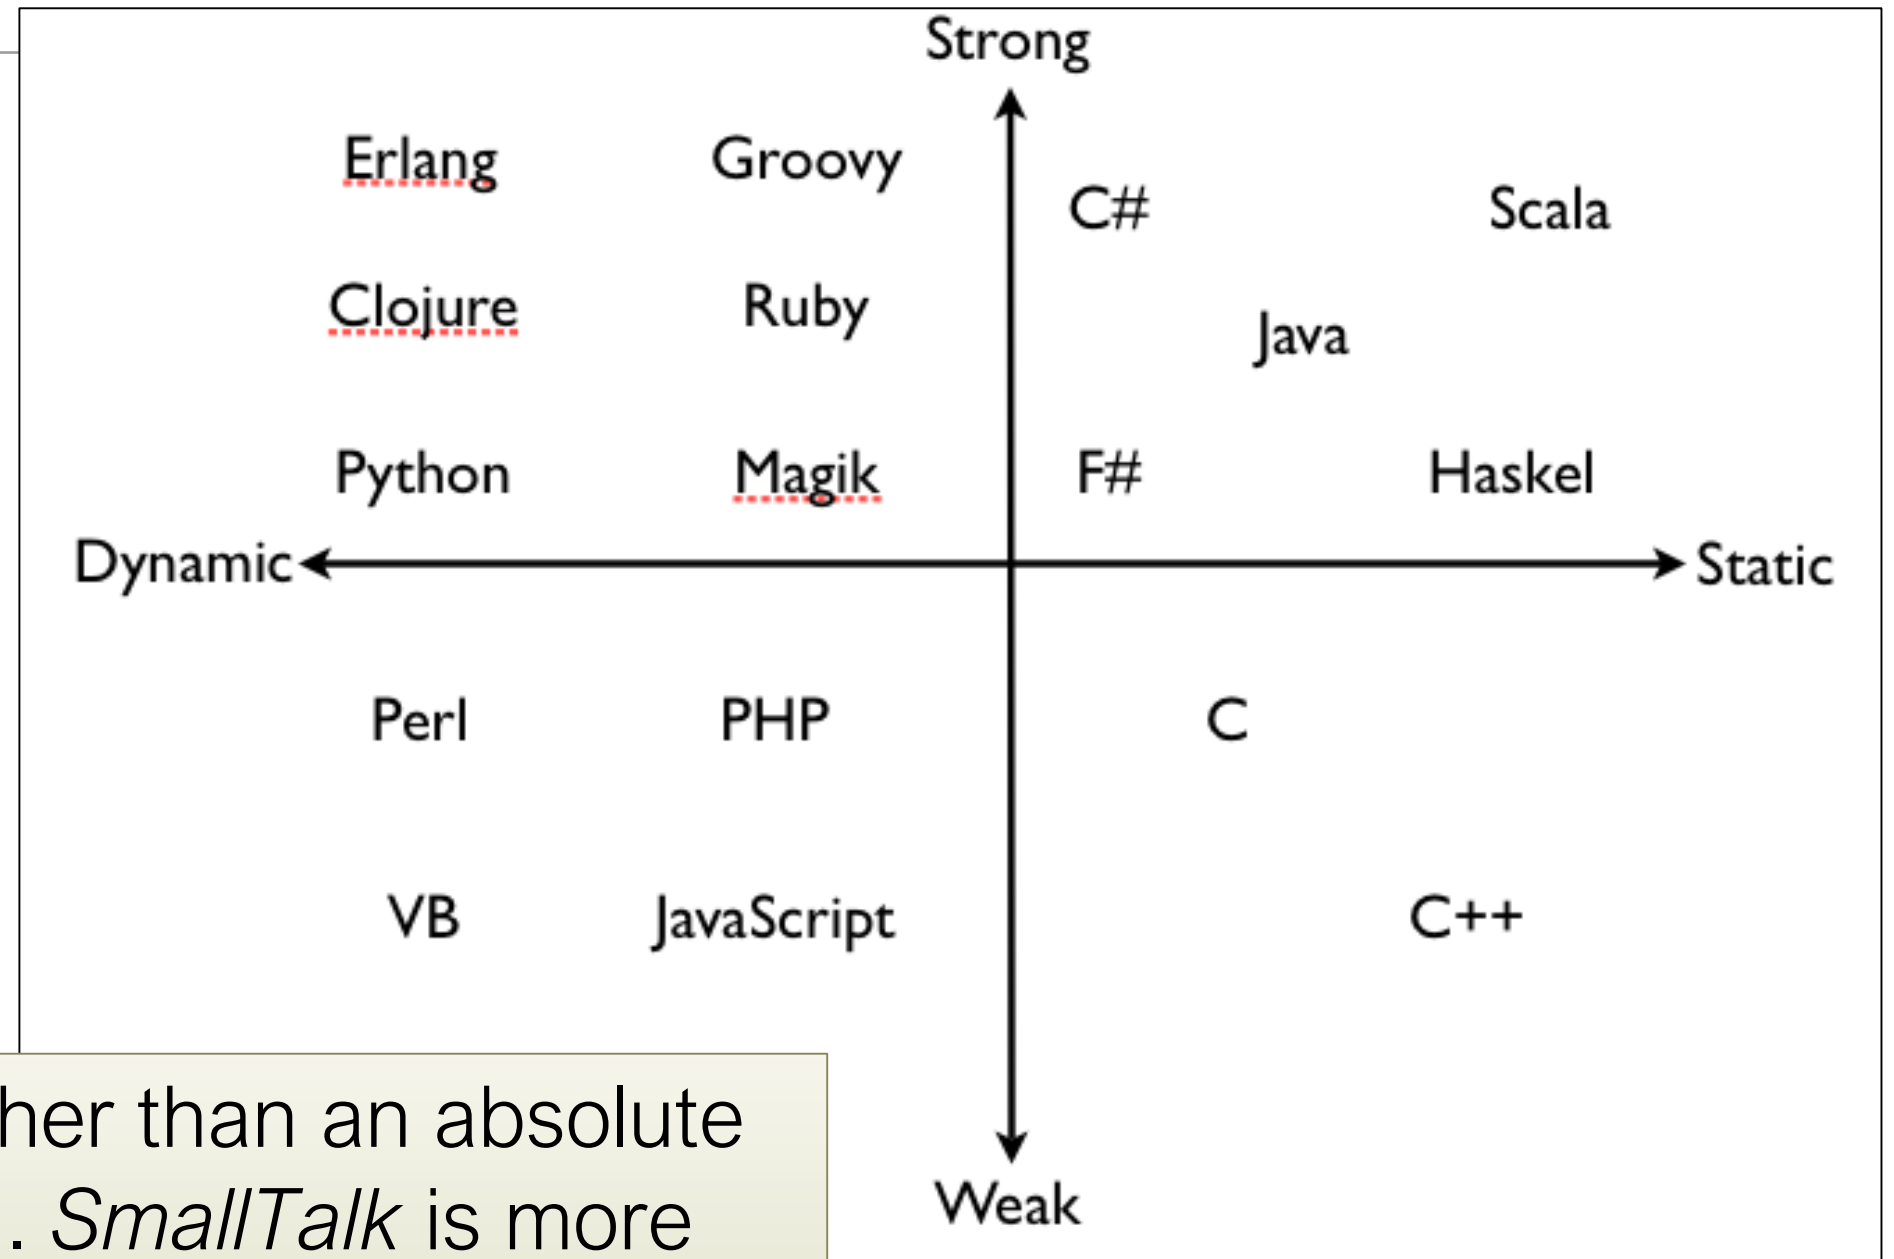 Strong
Erlang Groovy
C# Scala
Clojure Ruby
Java
Python Magik F# Haskel
Dynamic Static
Perl PHP C
VB JavaScript C++
than an absolute
. SmallTalk is more
Weak